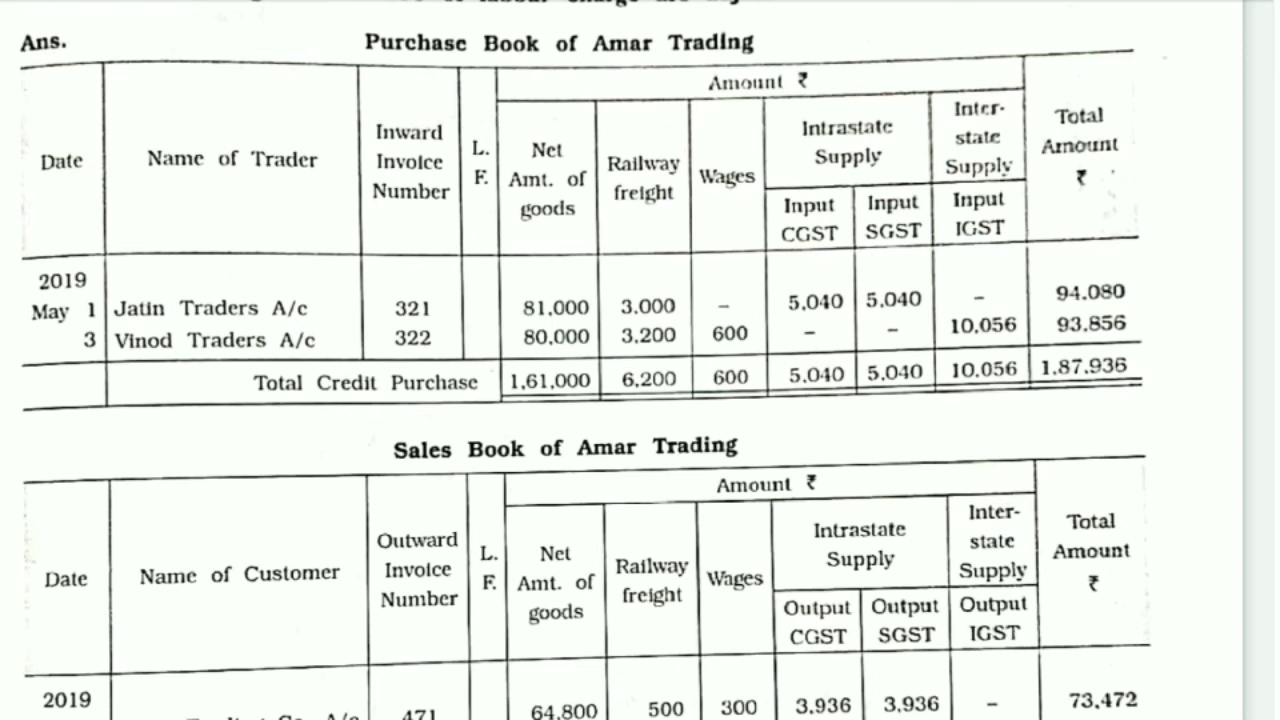 Ans. Purchase Book of Amar Trading
Date Name of Trader Inward Invoice Number L. F. Amount ₹ Total Amount ₹
Net Amt. of goods Railway freight Wages Intrastate Supply Inter-state Supply
Input CGST Input SGST Input IGST
2019
May 1 Jatin Traders A/c 321 81,000 3.000 – 5.040 5.040 – 94.080
3 Vinod Traders A/c 322 80.000 3.200 600 – – 10.056 93.856
Total Credit Purchase 1,61,000 6,200 600 5.040 5.040 10.056 1.87.936
Sales Book of Amar Trading
Date Name of Customer Outward Invoice Number L. F. Amount ₹ Total Amount ₹
Net Amt. of goods Railway freight Wages Intrastate Supply Inter-state Supply
Output CGST Output SGST Output IGST
2019
A/c 471 64,800 500 300 3.936 3,936 – 73,472